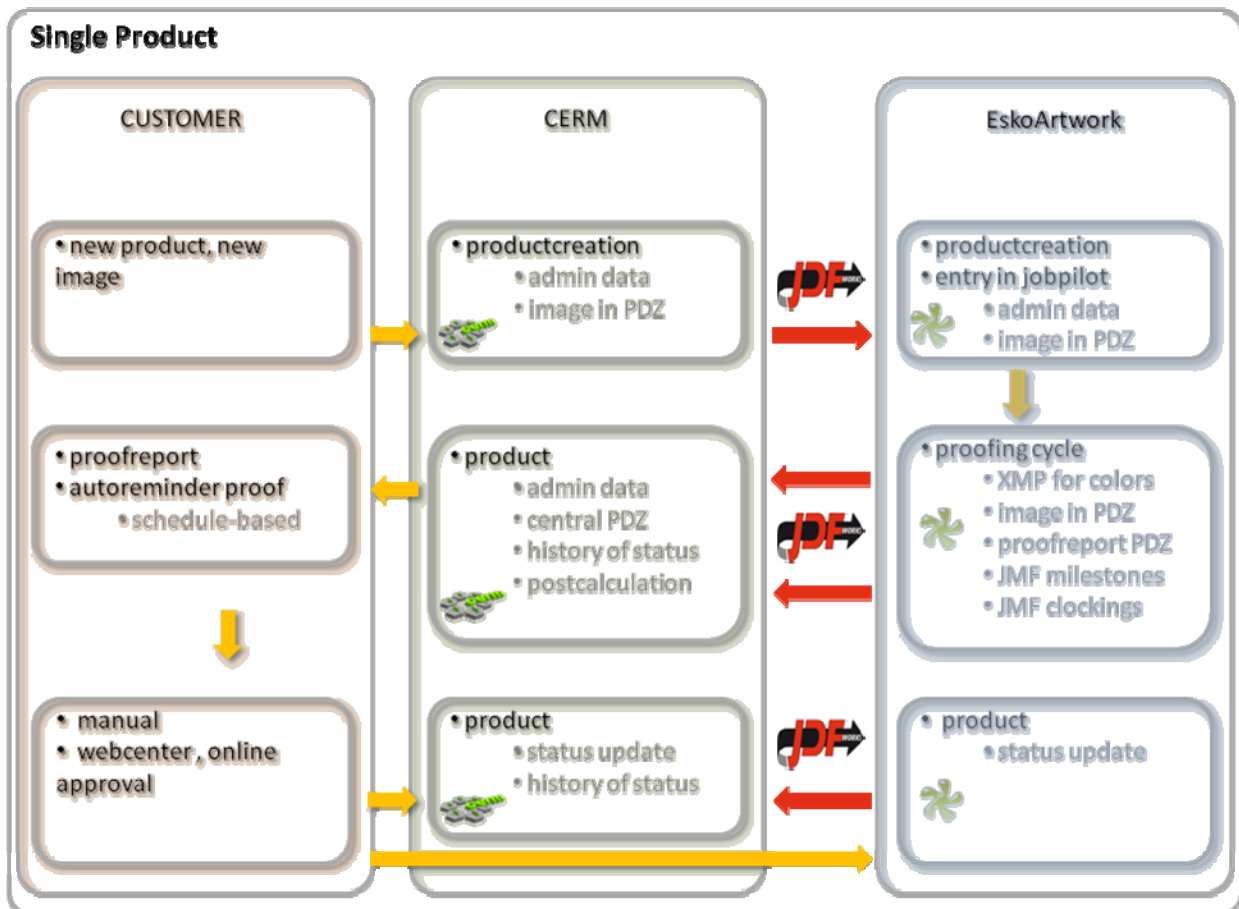 Single Product
CUSTOMER
• new product, new
image
• proofreport
• autoreminder proof
• schedule-based
• manual
• webcenter , online
approval
CERM
• productcreation
• admin data
• image in PDZ
cerm
• product
• admin data
• central PDZ
• history of status
• postcalculation
cerm
• product
• status update
• history of status
cerm
JDF
JDF
JDF
EskoArtwork
• productcreation
• entry in jobpilot
• admin data
• image in PDZ
• proofing cycle
• XMP for colors
• image in PDZ
• proofreport PDZ
• JMF milestones
• JMF clockings
• product
• status update